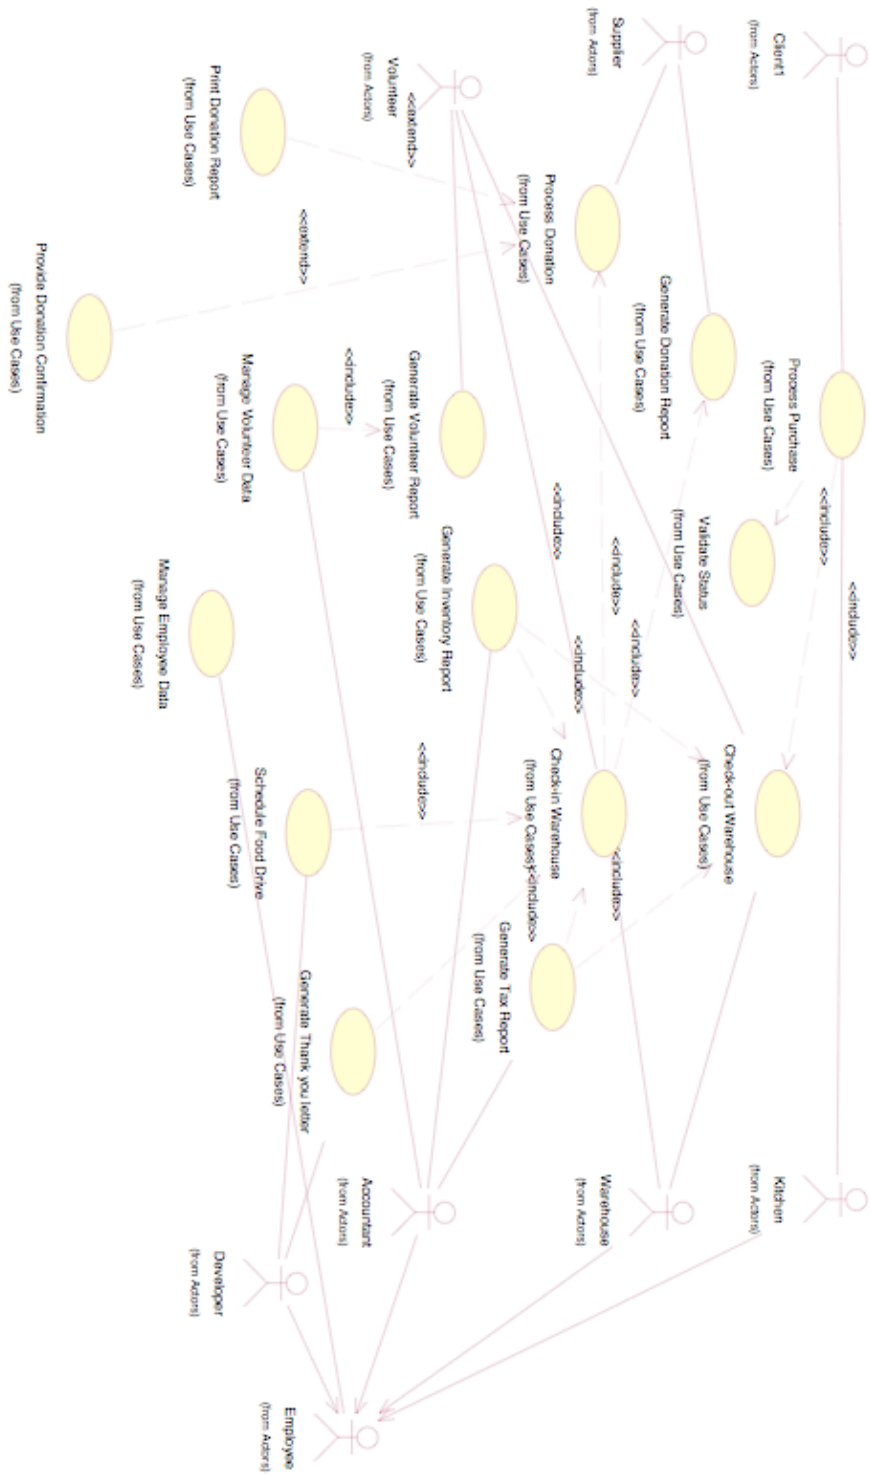 Client1
(from Actors)
Process Purchase
(from Use Cases)
<<include>>
<<include>>
Kitchen
(from Actors)
Supplier
(from Actors)
Generate Donation Report
(from Use Cases)
Validate Status
(from Use Cases)
Check-out Warehouse
(from Use Cases)
<<include>>
<<include>>
<<include>>
Warehouse
(from Actors)
Process Donation
(from Use Cases)
<<include>>
<<include>>
Check-in Warehouse
(from Use Cases)
<<include>>
Generate Tax Report
(from Use Cases)
Volunteer
(from Actors)
<<extend>>
Generate Volunteer Report
(from Use Cases)
Generate Inventory Report
(from Use Cases)
<<include>>
Accountant
(from Actors)
Print Donation Report
(from Use Cases)
<<extend>>
<<include>>
Manage Volunteer Data
(from Use Cases)
Schedule Food Drive
(from Use Cases)
Generate Thank you letter
(from Use Cases)
Developer
(from Actors)
Employee
(from Actors)
Manage Employee Data
(from Use Cases)
Provide Donation Confirmation
(from Use Cases)